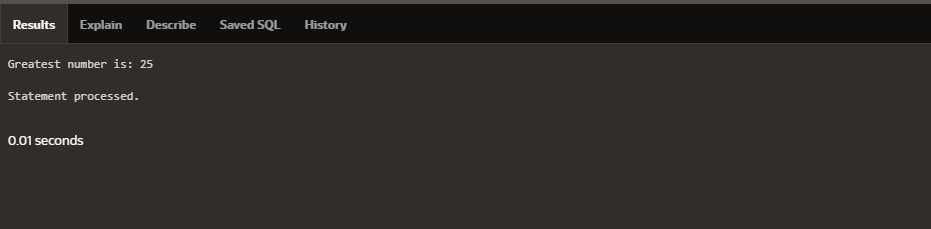 Results Explain Describe Saved SQL History
Greatest number is: 25
Statement processed.
0.01 seconds